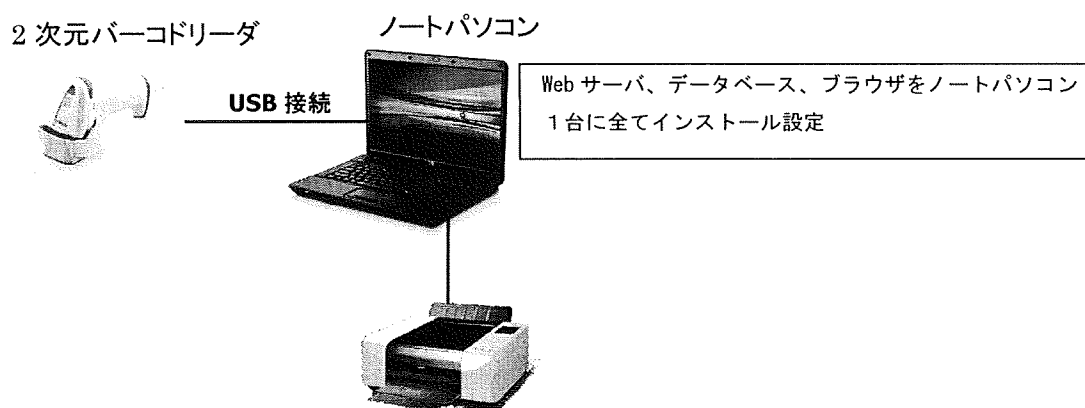 2 次元バーコドリーダ
ノートパソコン
USB 接続
Web サーバ、データベース、ブラウザをノートパソコン
１台に全てインストール設定